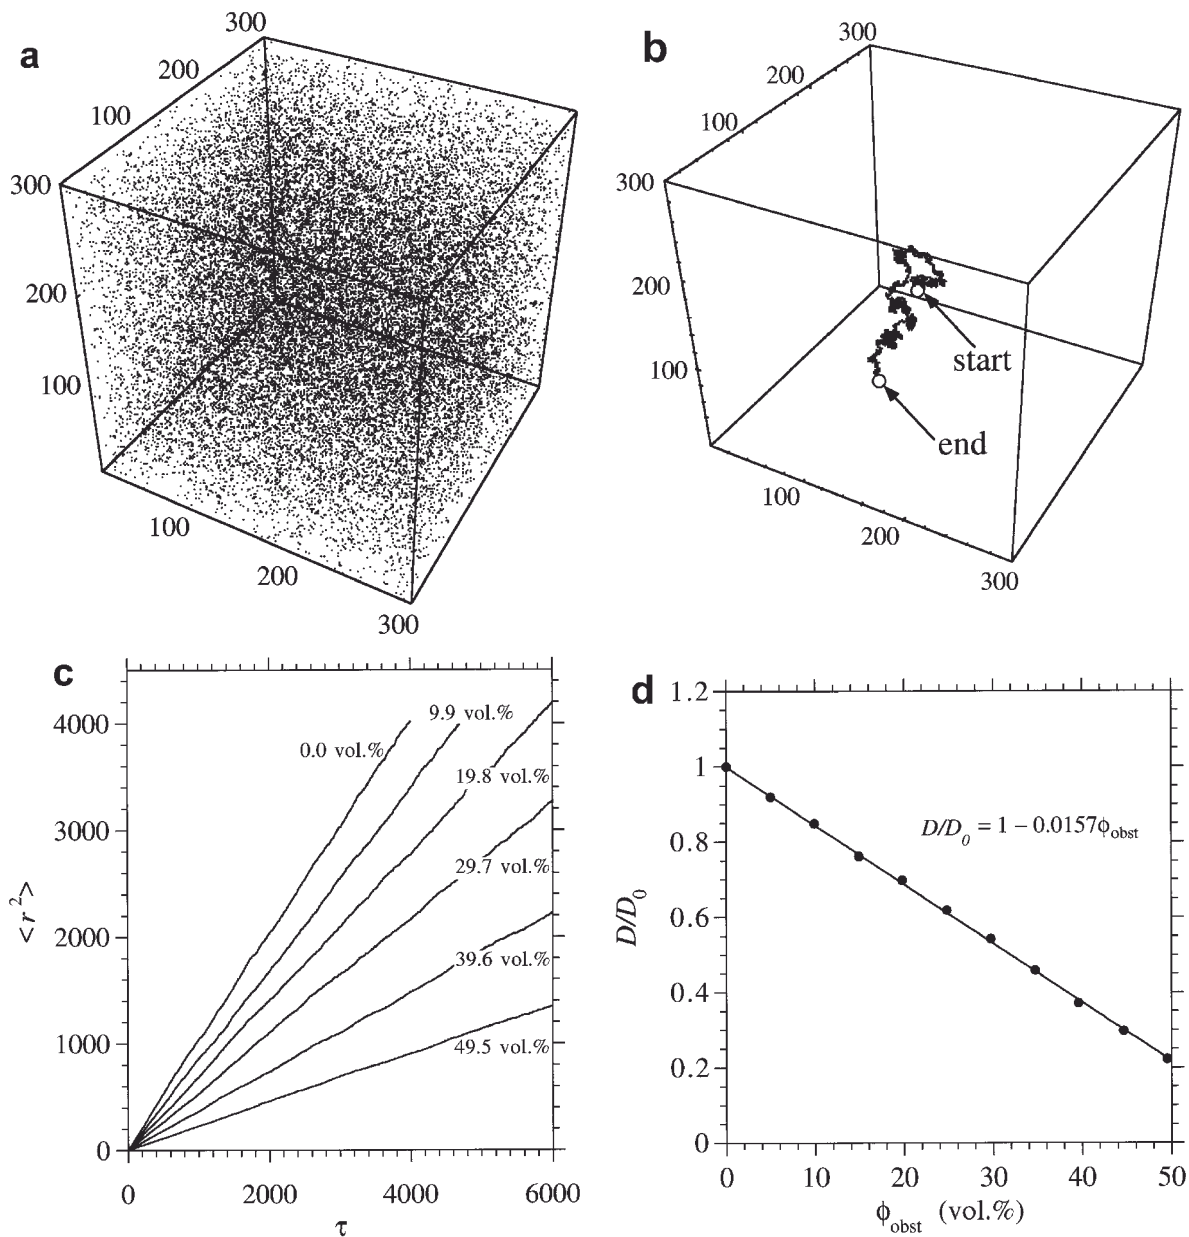 a
300
200
100
300
200
100
100
200
300
b
300
200
100
300
200
100
start
end
100
200
300
c
4000
3000
2000
1000
0
<r²>
0.0 vol.%
9.9 vol.%
19.8 vol.%
29.7 vol.%
39.6 vol.%
49.5 vol.%
0 2000 4000 6000
τ
d
1.2
1
0.8
0.6
0.4
0.2
0
D/D₀
D/D₀ = 1 – 0.0157ϕobst
0 10 20 30 40 50
ϕobst (vol.%)